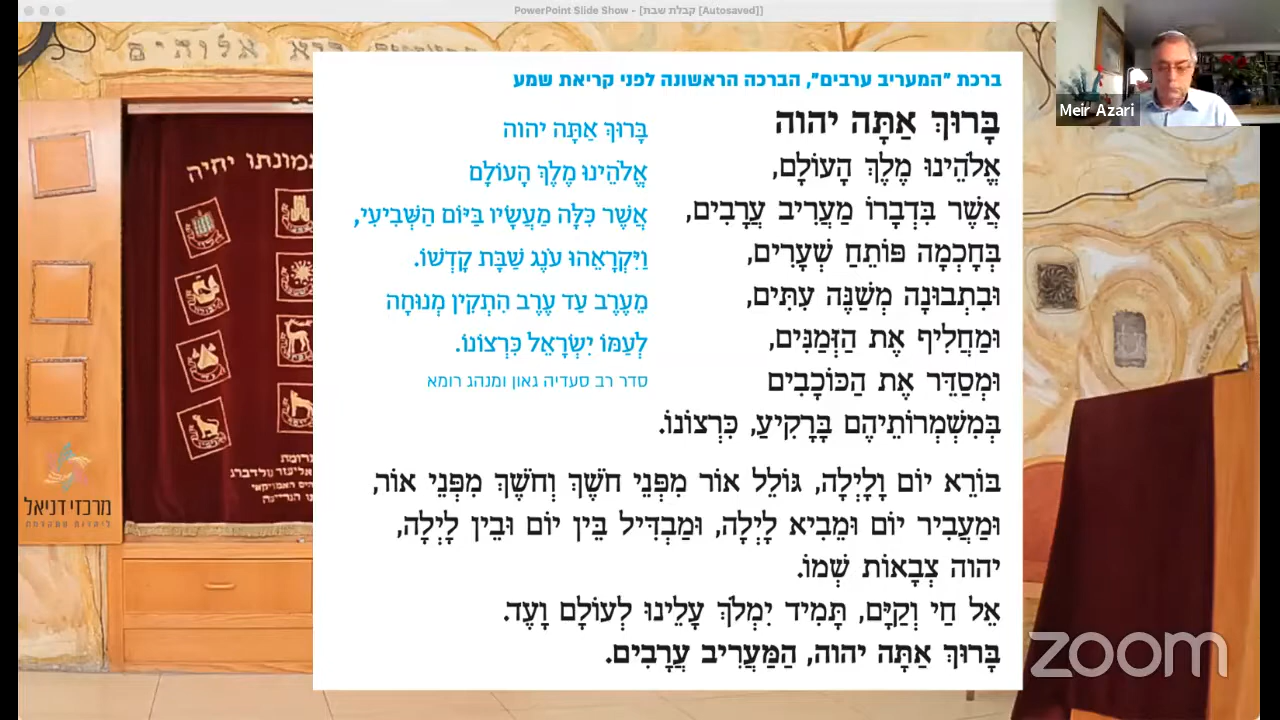 PowerPoint Slide Show - [קבלת שבת [Autosaved]]
Meir Azari
ברכת "המעריב ערבים", הברכה הראשונה לפני קריאת שמע
בָּרוּךְ אַתָּה יהוה
אֱלֹהֵינוּ מֶלֶךְ הָעוֹלָם,
אֲשֶׁר בִּדְבָרוֹ מַעֲרִיב עֲרָבִים,
בְּחָכְמָה פּוֹתֵחַ שְׁעָרִים,
וּבִתְבוּנָה מְשַׁנֶּה עִתִּים,
וּמַחֲלִיף אֶת הַזְּמַנִּים,
וּמְסַדֵּר אֶת הַכּוֹכָבִים
בְּמִשְׁמְרוֹתֵיהֶם בָּרָקִיעַ, כִּרְצוֹנוֹ.
בָּרוּךְ אַתָּה יהוה
אֱלֹהֵינוּ מֶלֶךְ הָעוֹלָם
אֲשֶׁר כִּלָּה מַעֲשָׂיו בַּיּוֹם הַשְּׁבִיעִי,
וַיִּקְרָאֵהוּ עֹנֶג שַׁבָּת קָדְשׁוֹ.
מֵעֶרֶב עַד עֶרֶב הִתְקִין מְנוּחָה
לְעַמּוֹ יִשְׂרָאֵל כִּרְצוֹנוֹ.
סדר רב סעדיה גאון ומנהג רומא
בּוֹרֵא יוֹם וָלָיְלָה, גּוֹלֵל אוֹר מִפְּנֵי חֹשֶׁךְ וְחֹשֶׁךְ מִפְּנֵי אוֹר,
וּמַעֲבִיר יוֹם וּמֵבִיא לָיְלָה, וּמַבְדִּיל בֵּין יוֹם וּבֵין לָיְלָה,
יהוה צְבָאוֹת שְׁמוֹ.
אֵל חַי וְקַיָּם, תָּמִיד יִמְלֹךְ עָלֵינוּ לְעוֹלָם וָעֶד.
בָּרוּךְ אַתָּה יהוה, הַמַּעֲרִיב עֲרָבִים.
יחיה
מרכזי דניאל
zoom